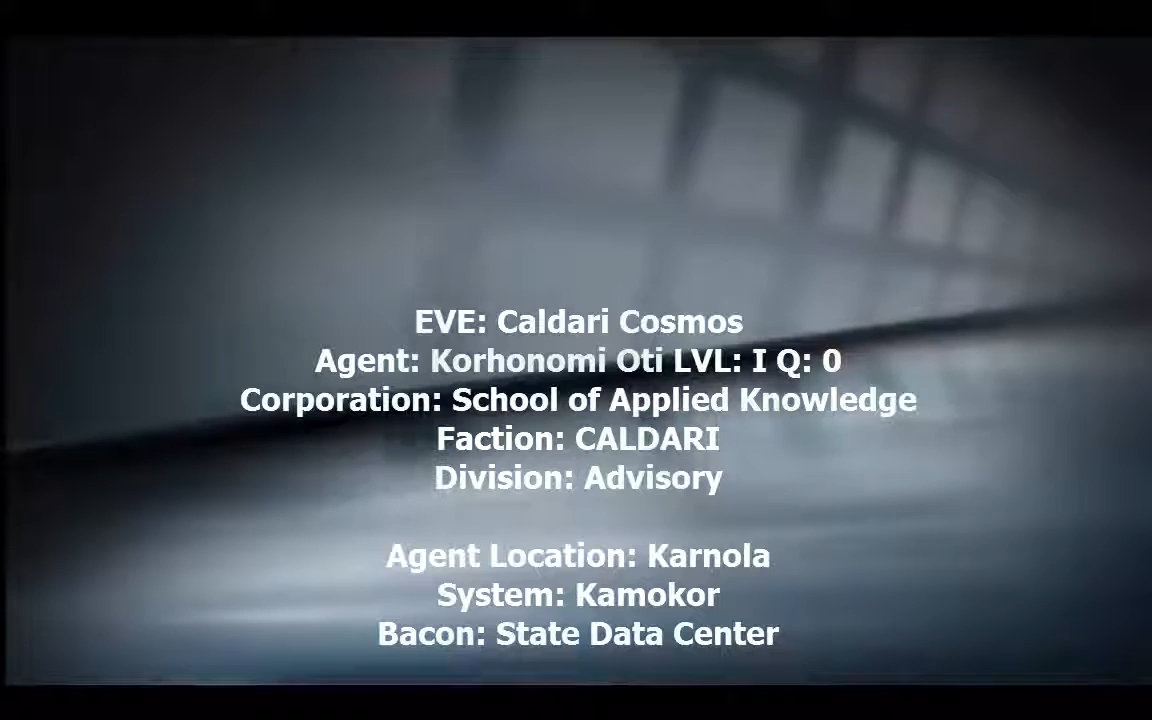 EVE: Caldari Cosmos
Agent: Korhonomi Oti LVL: I Q: 0
Corporation: School of Applied Knowledge
Faction: CALDARI
Division: Advisory
Agent Location: Karnola
System: Kamokor
Bacon: State Data Center